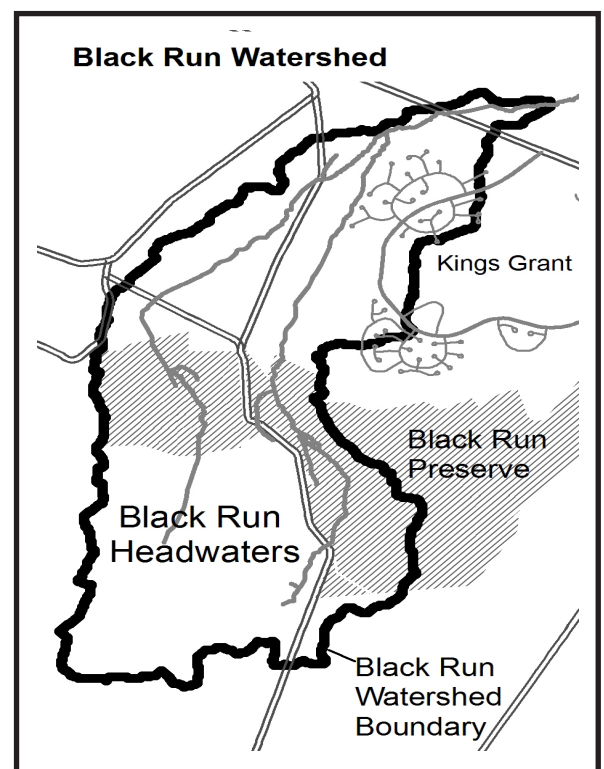 Black Run Watershed
Kings Grant
Black Run
Preserve
Black Run
Headwaters
Black Run
Watershed
Boundary